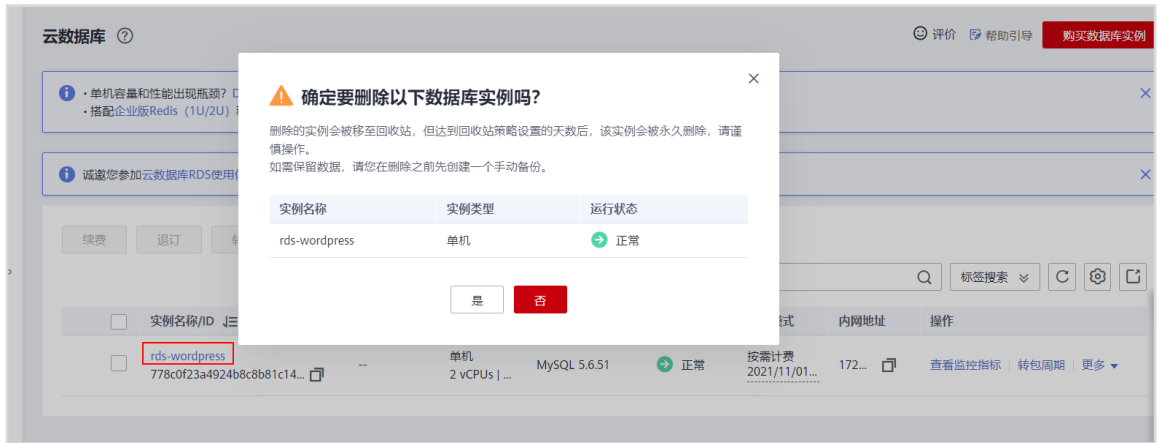 云数据库
评价 帮助引导 购买数据库实例
·单机容量和性能出现瓶颈? D
·搭配企业版Redis(1U/2U)
诚邀您参加云数据库RDS使用
续费 退订
确定要删除以下数据库实例吗?
删除的实例会被移至回收站,但达到回收站策略设置的天数后,该实例会被永久删除,请谨
慎操作。
如需保留数据,请您在删除之前先创建一个手动备份。
实例名称 实例类型 运行状态
rds-wordpress 单机 正常
是 否
标签搜索
实例名称/ID 式 内网地址 操作
rds-wordpress
778c0f23a4924b8c8b81c14...
--
单机
2 vCPUs | ...
MySQL 5.6.51
正常
按需计费
2021/11/01...
172...
查看监控指标 转包周期 更多